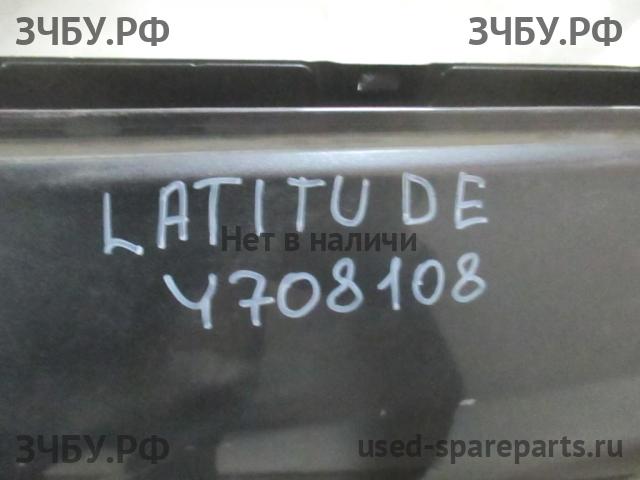 ЗЧБУ.РФ ЗЧБУ.РФ
LATITUDE
Нет в наличи
Y708108
ЗЧБУ.РФ used-spareparts.ru